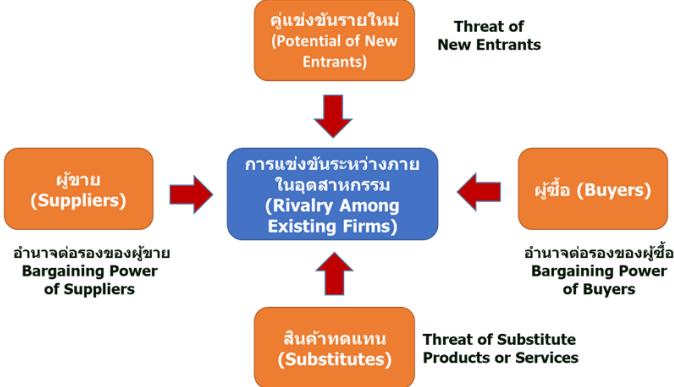 คู่แข่งขันรายใหม่
(Potential of New
Entrants)
Threat of
New Entrants
ผู้ขาย
(Suppliers)
การแข่งขันระหว่างภาย
ในอุตสาหกรรม
(Rivalry Among
Existing Firms)
ผู้ซื้อ (Buyers)
อำนาจต่อรองของผู้ขาย
Bargaining Power
of Suppliers
อำนาจต่อรองของผู้ซื้อ
Bargaining Power
of Buyers
สินค้าทดแทน
(Substitutes)
Threat of Substitute
Products or Services